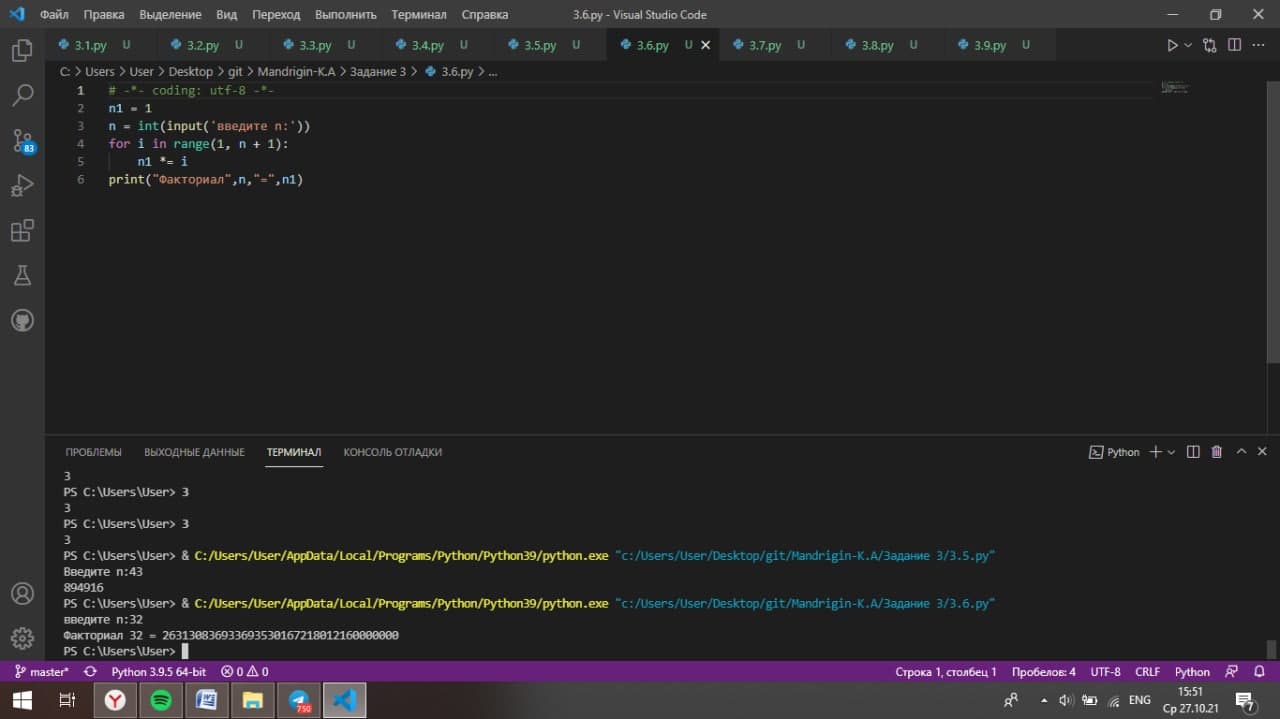 Файл Правка Выделение Вид Переход Выполнить Терминал Справка 3.6.py - Visual Studio Code
3.1.py U 3.2.py U 3.3.py U 3.4.py U 3.5.py U 3.6.py U 3.7.py U 3.8.py U 3.9.py U
C: > Users > User > Desktop > git > Mandrigin-K.A > Задание 3 > 3.6.py > ...
1 # -*- coding: utf-8 -*-
2 n1 = 1
3 n = int(input('введите n:'))
4 for i in range(1, n + 1):
5 n1 *= i
6 print("Факториал",n,"=",n1)
83
ПРОБЛЕМЫ ВЫХОДНЫЕ ДАННЫЕ ТЕРМИНАЛ КОНСОЛЬ ОТЛАДКИ Python
3
PS C:\Users\User> 3
3
PS C:\Users\User> 3
3
PS C:\Users\User> & C:/Users/User/AppData/Local/Programs/Python/Python39/python.exe "c:/Users/User/Desktop/git/Mandrigin-K.A/Задание 3/3.5.py"
Введите n:43
894916
PS C:\Users\User> & C:/Users/User/AppData/Local/Programs/Python/Python39/python.exe "c:/Users/User/Desktop/git/Mandrigin-K.A/Задание 3/3.6.py"
введите n:32
Факториал 32 = 263130836933693530167218012160000000
PS C:\Users\User>
master* Python 3.9.5 64-bit 0 0 Строка 1, столбец 1 Пробелов: 4 UTF-8 CRLF Python
750 ENG 15:51
Ср 27.10.21 7